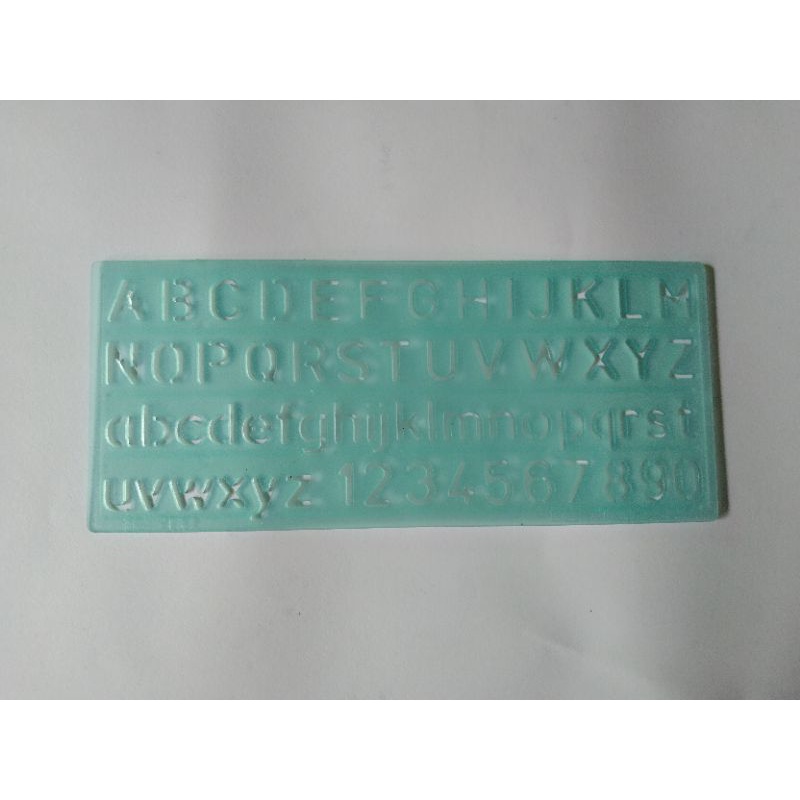 ABCDEFGHIJKLM
NOPQRSTUVWXYZ
abcdefghijklmnopqrst
uvwxyz 1234567890